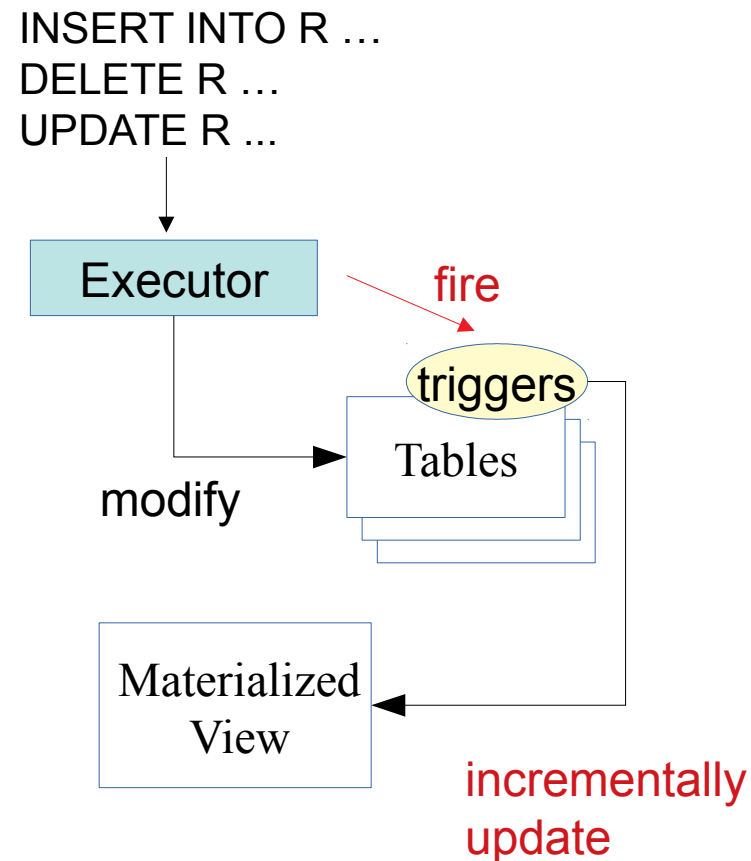 INSERT INTO R …
DELETE R …
UPDATE R ...
Executor
fire
triggers
Tables
modify
Materialized
View
incrementally
update